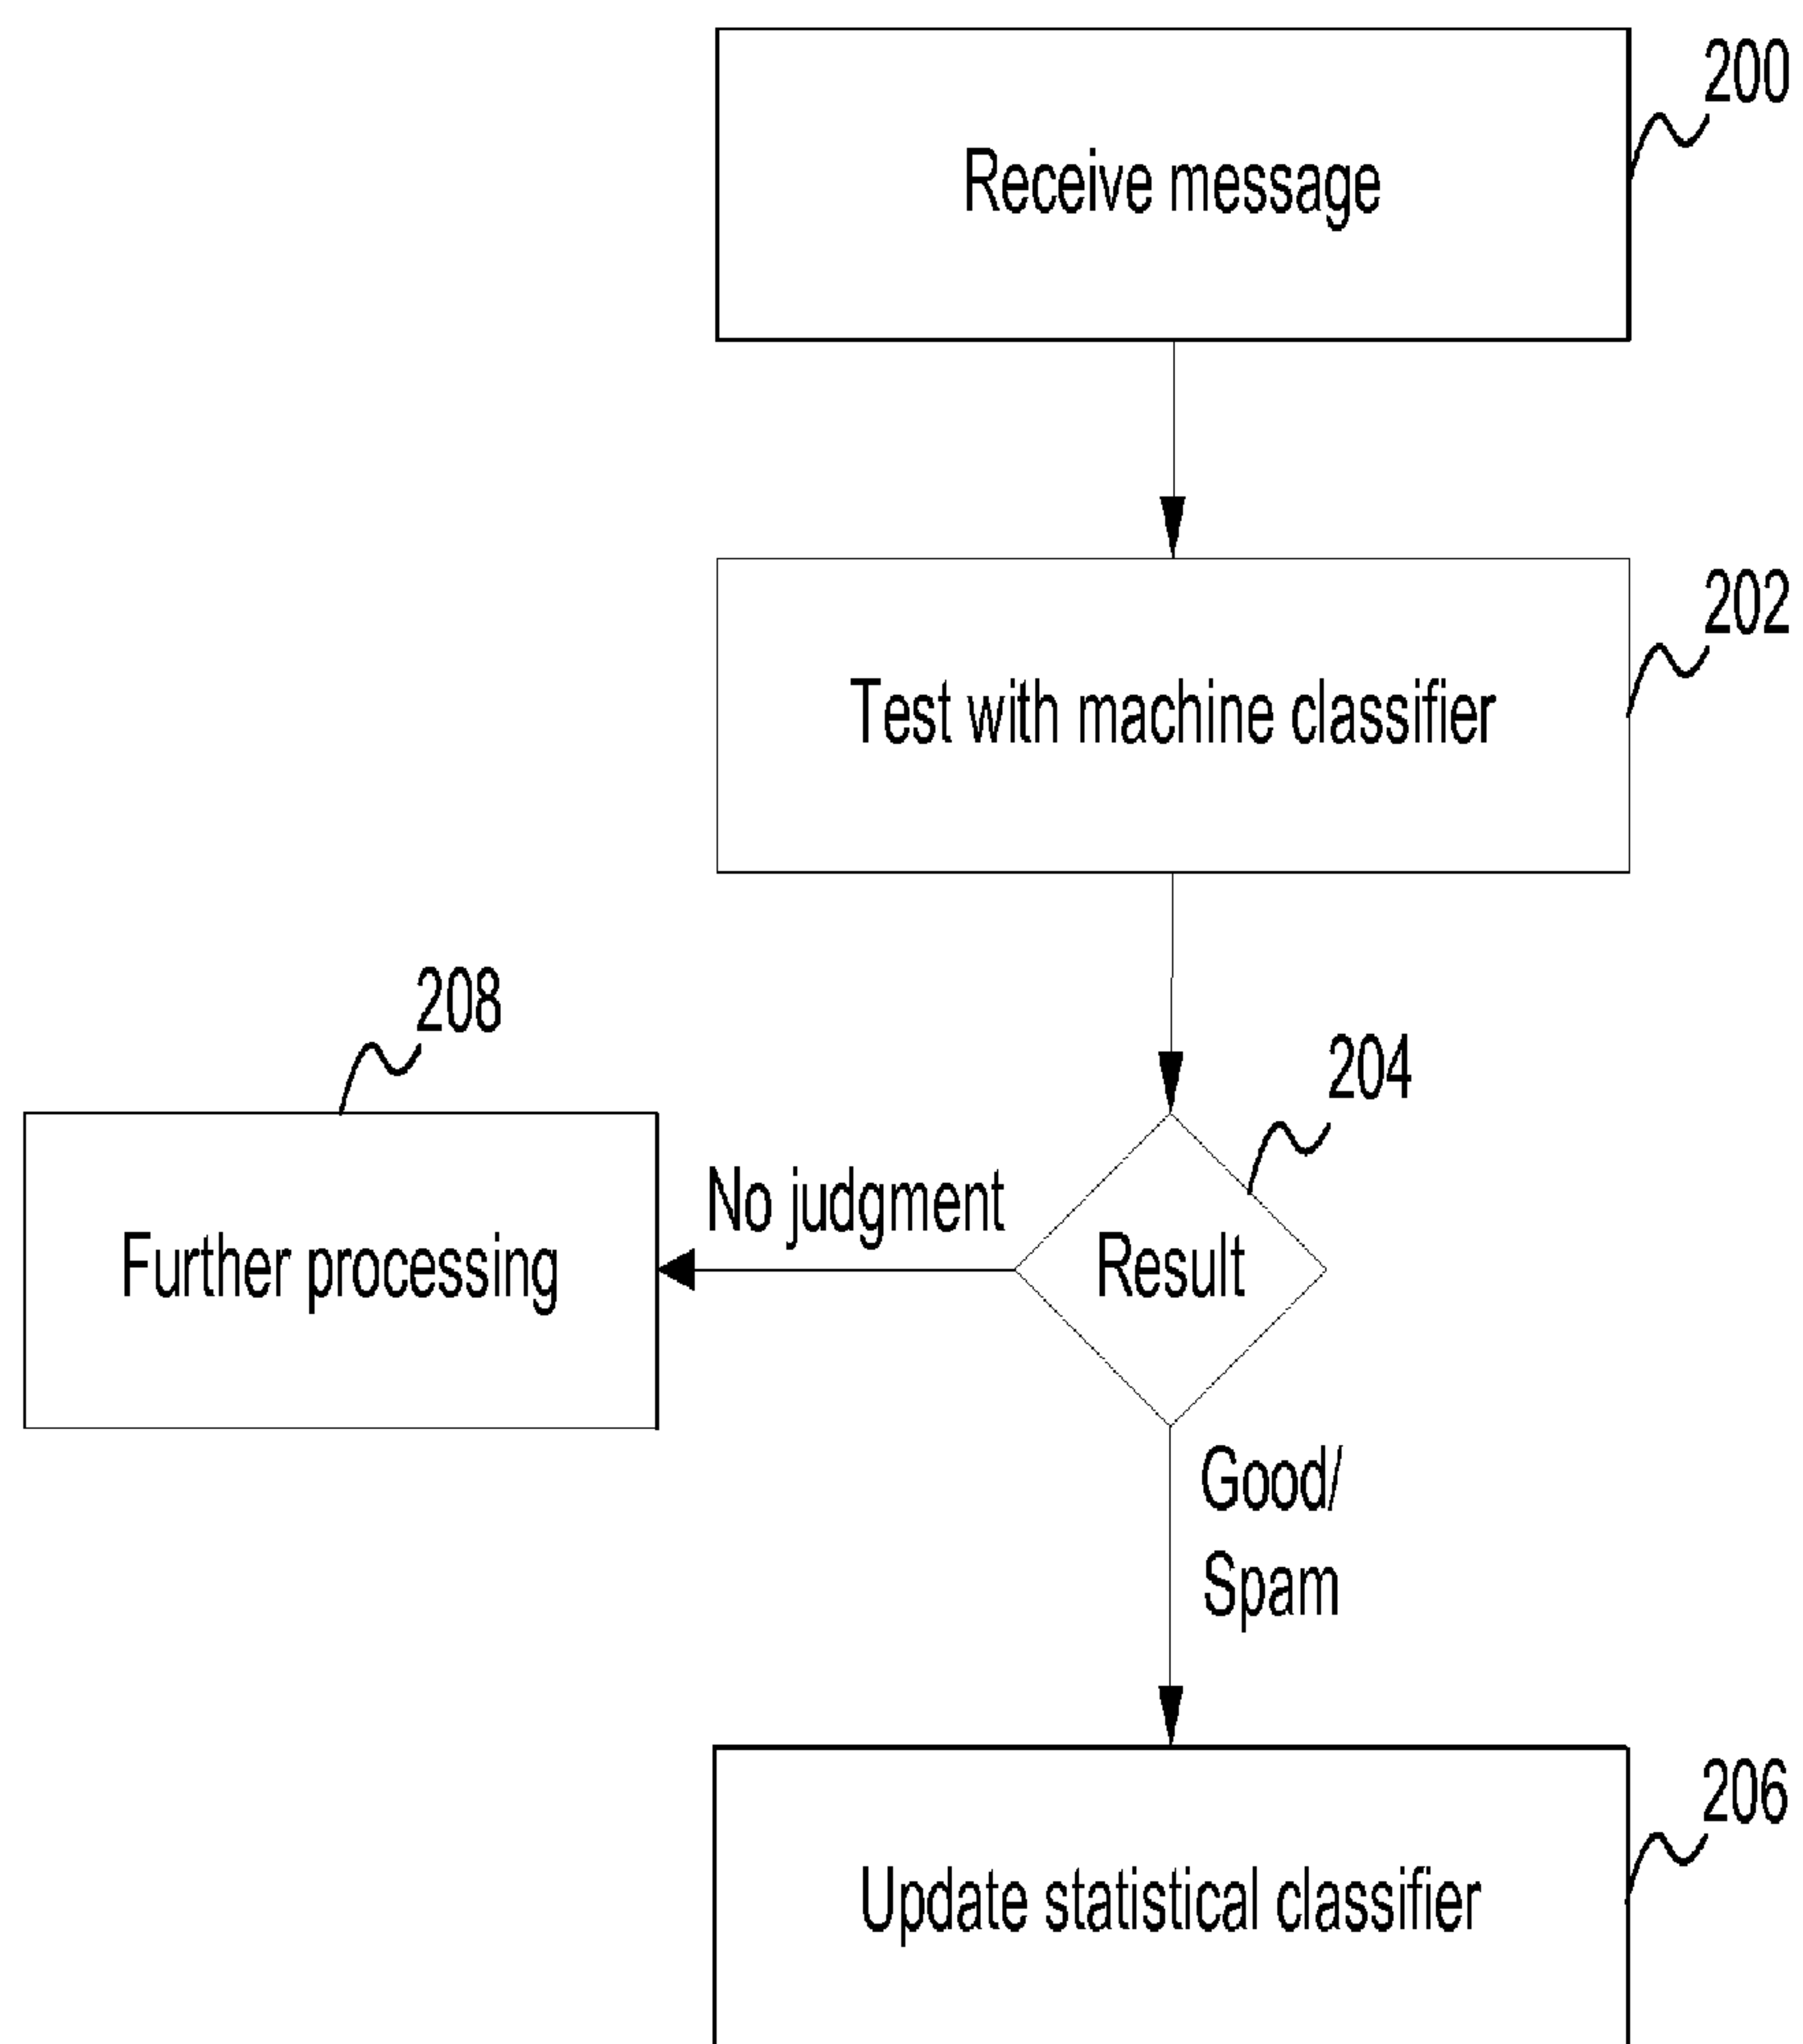 200
Receive message
202
Test with machine classifier
208
204
No judgment
Further processing
Result
Good/
Spam
206
Update statistical classifier